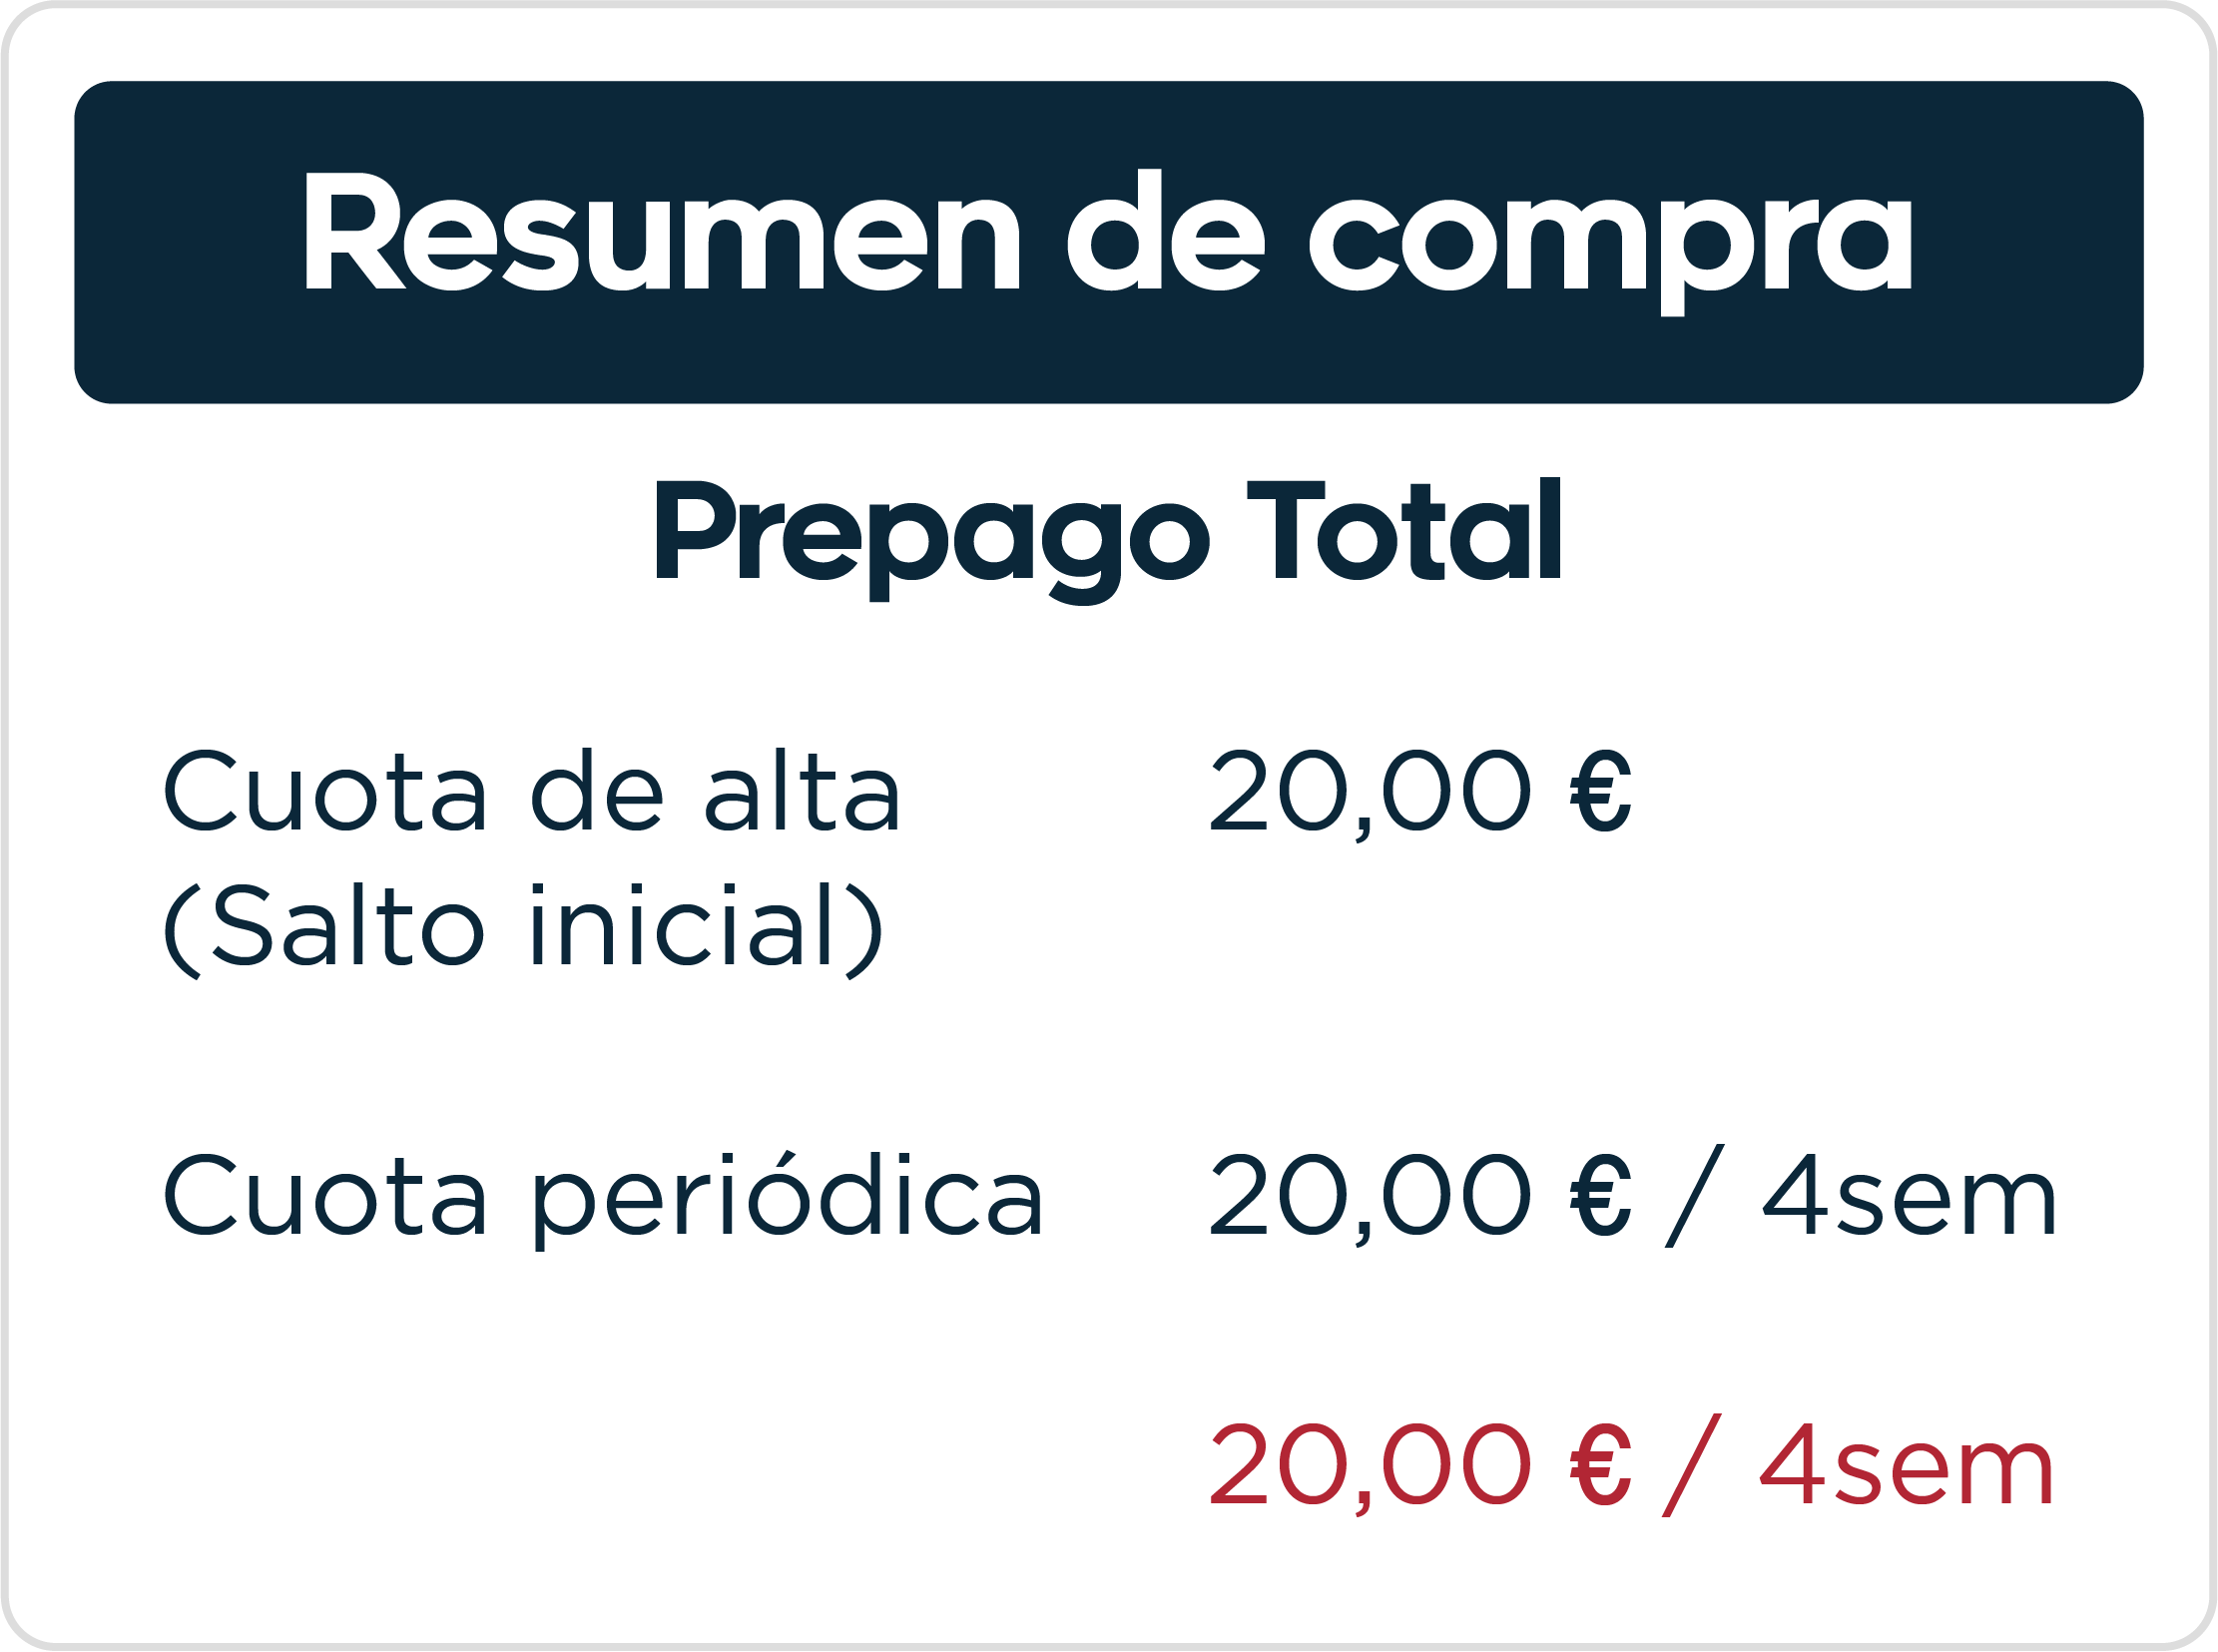 Resumen de compra
Prepago Total
Cuota de alta 20,00 €
(Salto inicial)
Cuota periódica 20,00 € / 4sem
20,00 € / 4sem